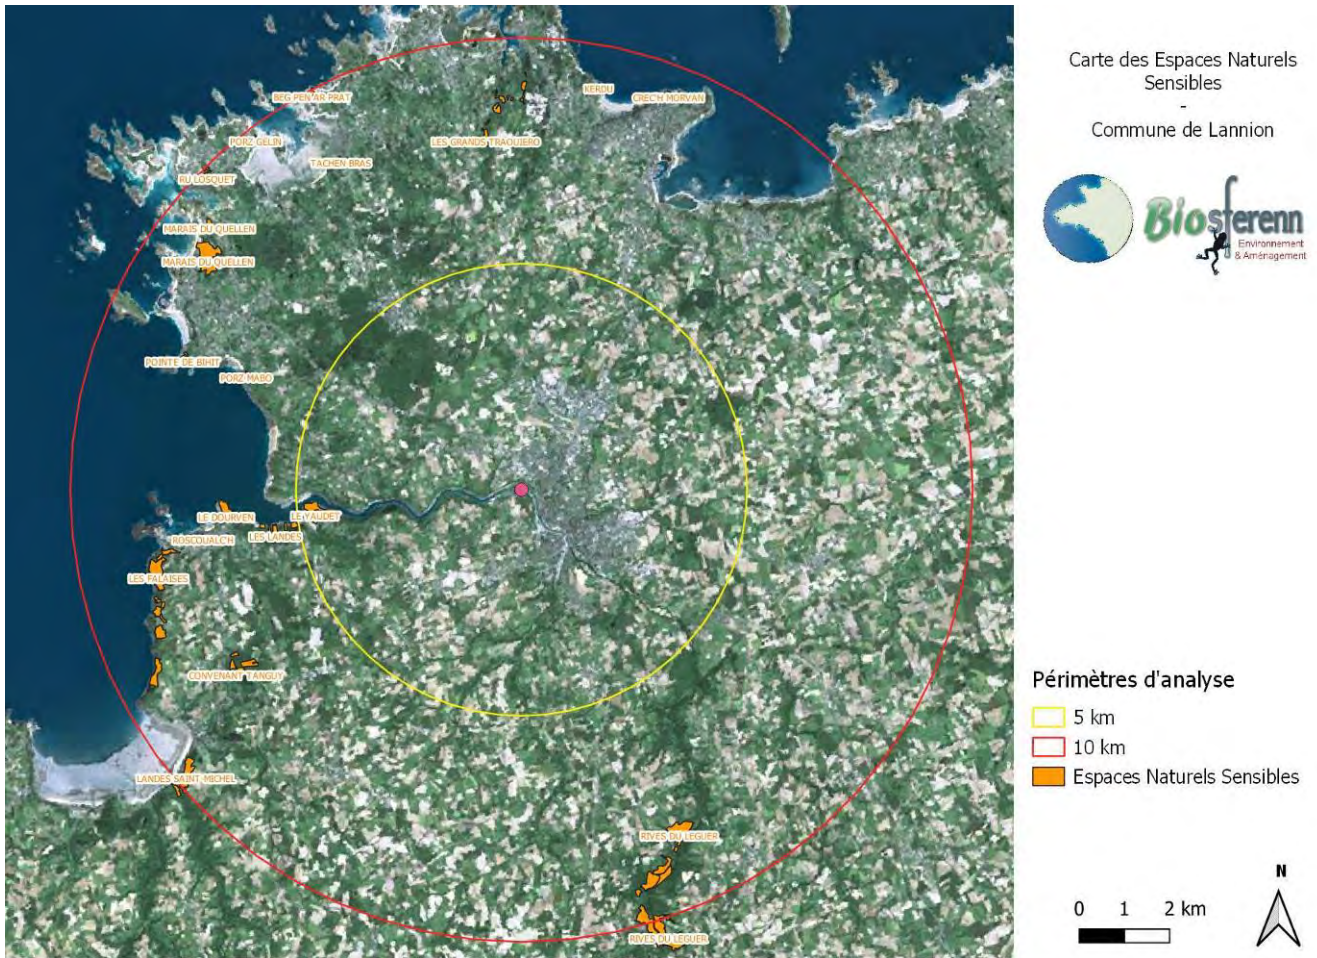 Carte des Espaces Naturels
Sensibles
-
Commune de Lannion
Biosferenn
Environnement
& Aménagement
BEG PEN AR PRAT
KERDU
CREC'H MORVAN
PORZ GELIN
LES GRANDS TRAOUIERO
TACHEN BRAS
RU LOSQUET
MARAIS DU QUELLEN
MARAIS DU QUELLEN
POINTE DE BIHIT
PORZ MABO
LE DOURVEN
LE YAUDET
LES LANDES
ROSCOUALC'H
LES FALAISES
CONVENANT TANGUY
LANDES SAINT-MICHEL
RIVES DU LEGUER
RIVES DU LEGUER
Périmètres d'analyse
5 km
10 km
Espaces Naturels Sensibles
0 1 2 km
N